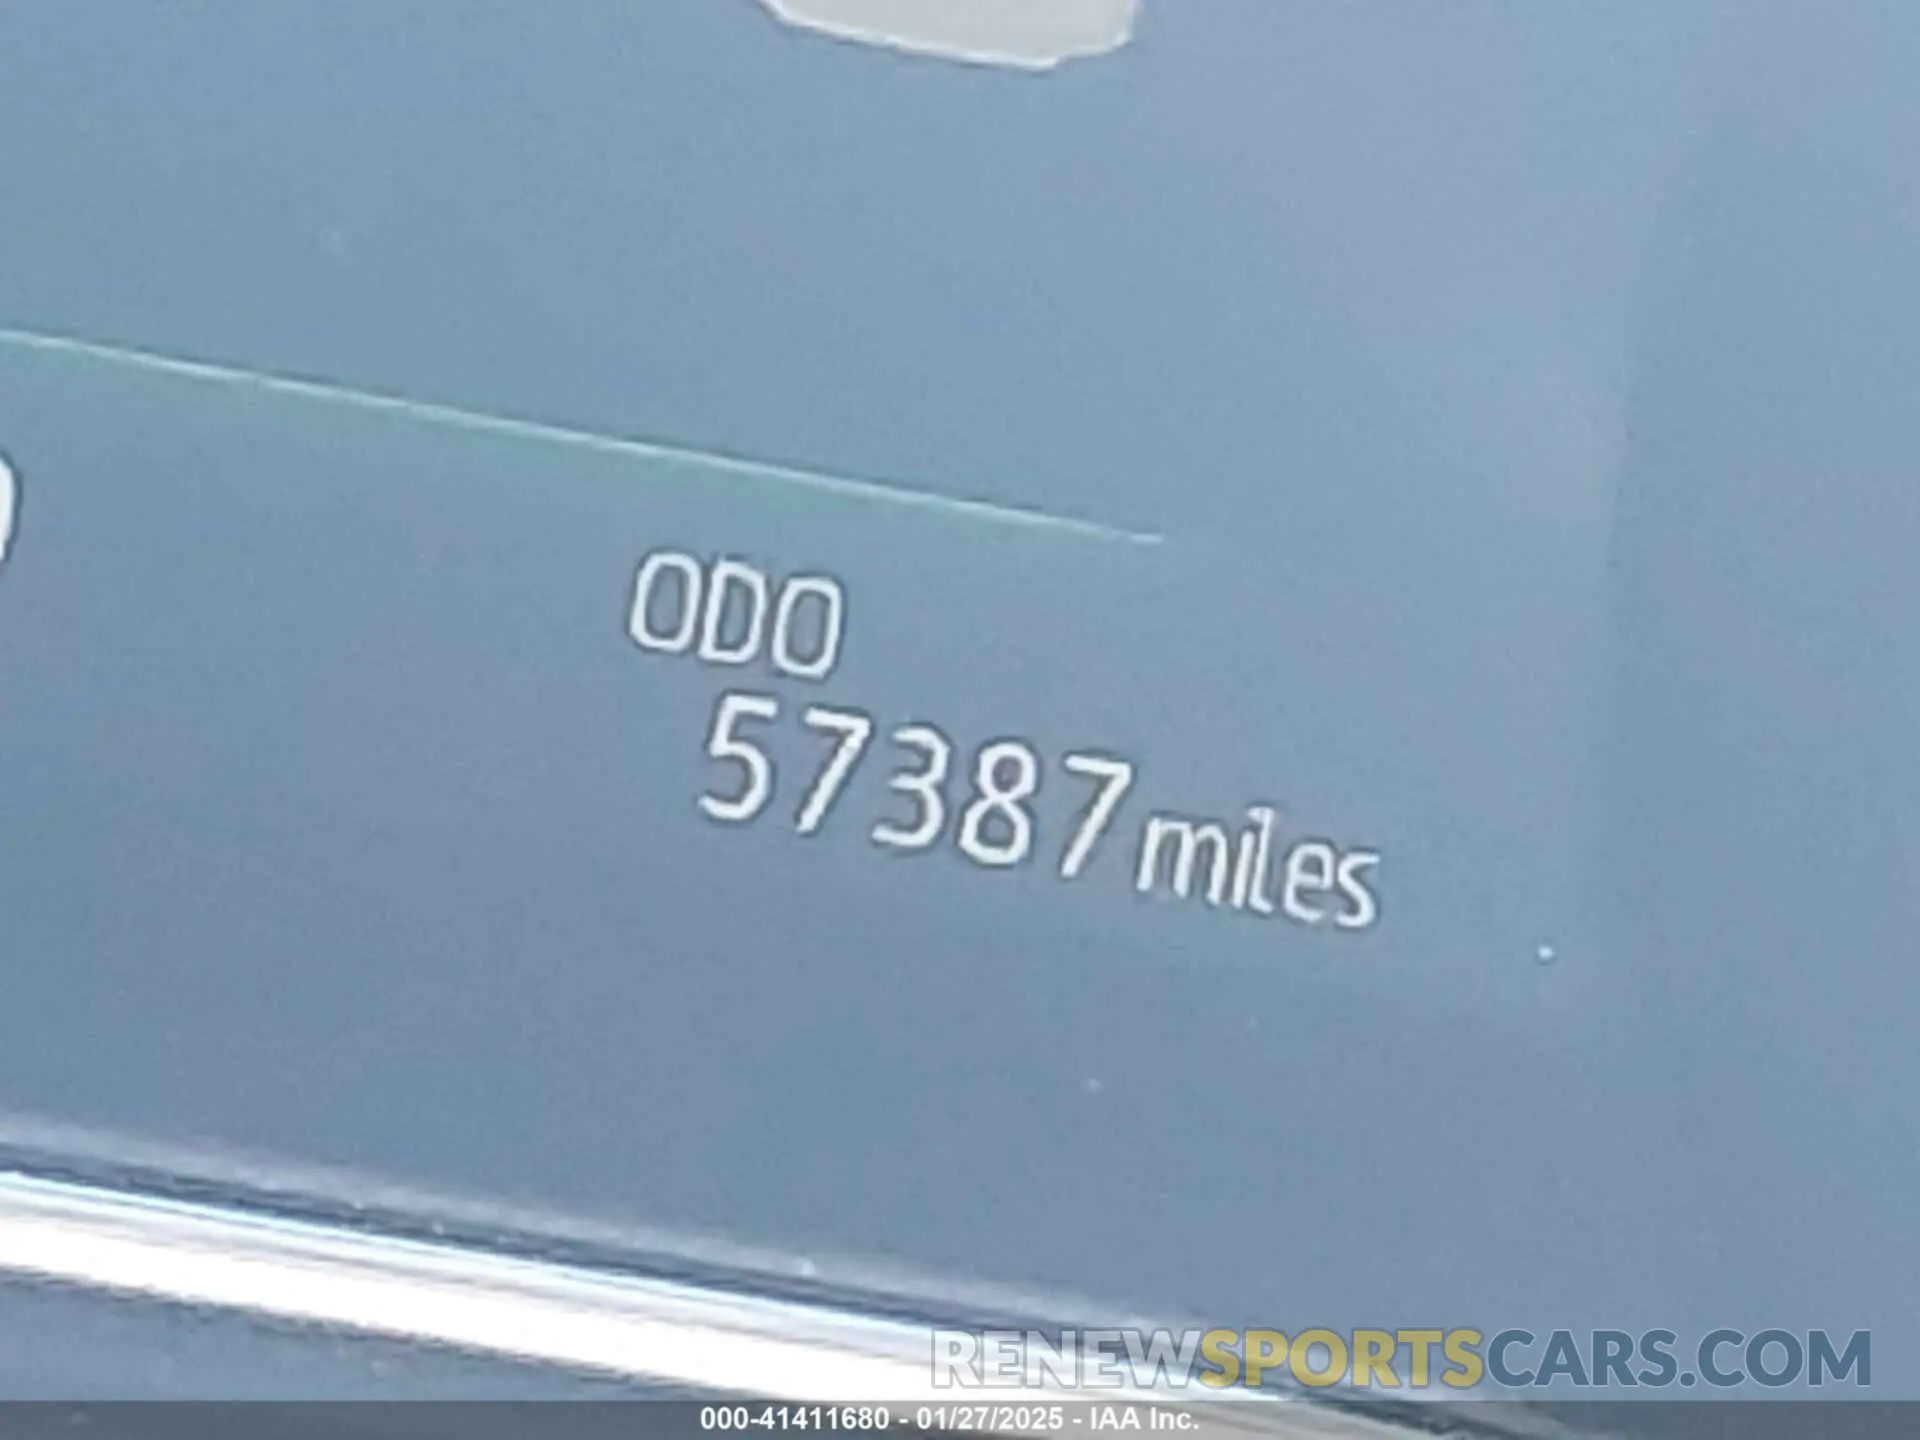 ODO
57387 miles
RENEWSPORTSCARS.COM
000-41411680 - 01/27/2025 - IAA Inc.